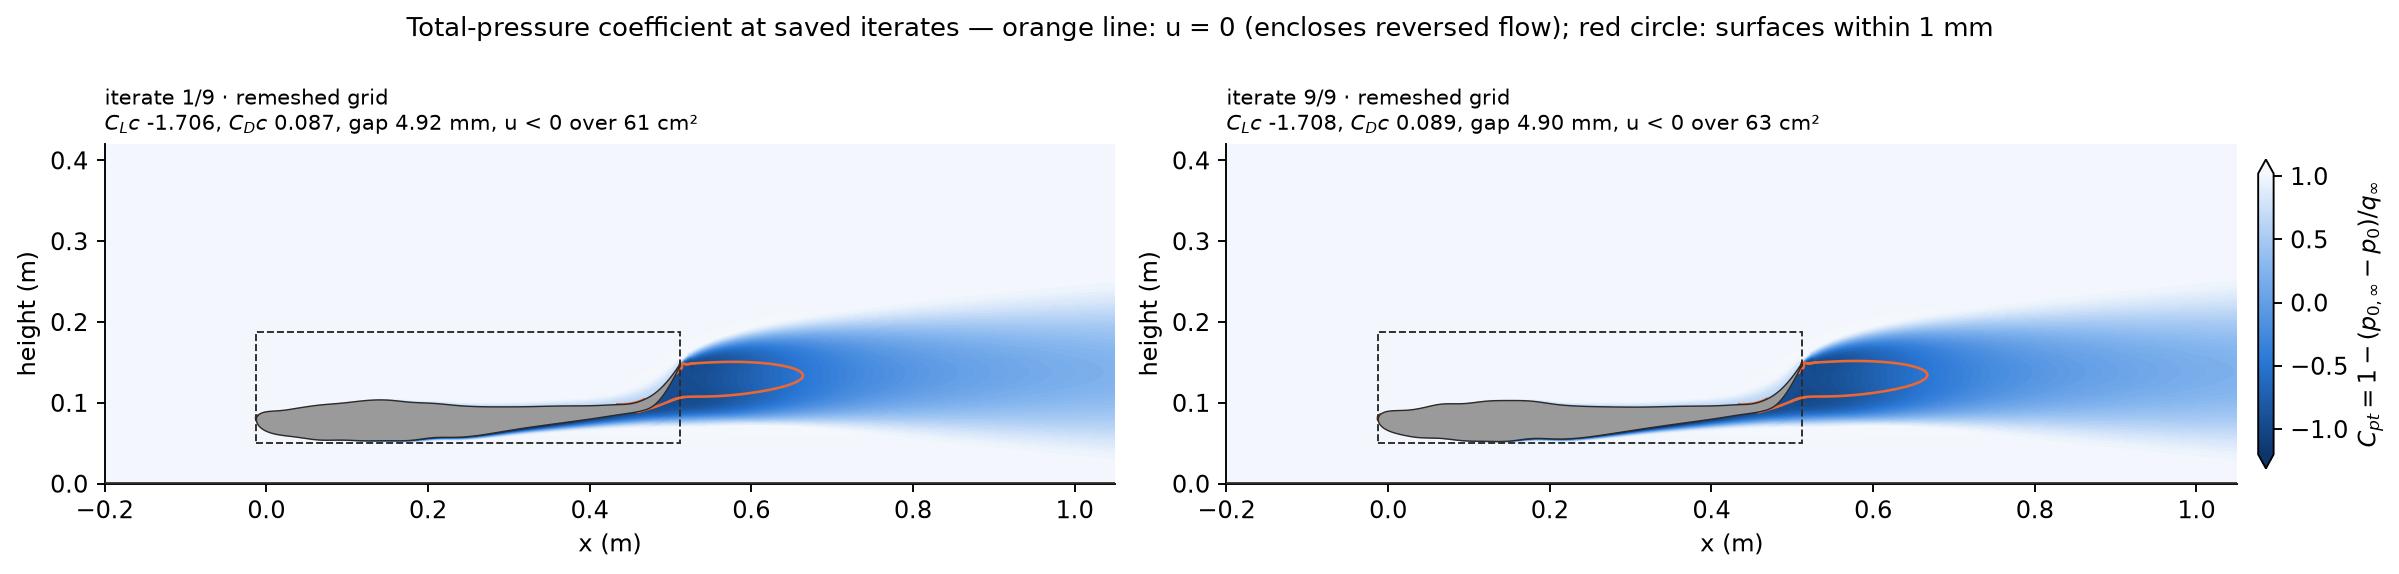 Total-pressure coefficient at saved iterates — orange line: u = 0 (encloses reversed flow); red circle: surfaces within 1 mm
iterate 1/9 · remeshed grid
C_Lc -1.706, C_Dc 0.087, gap 4.92 mm, u < 0 over 61 cm²
0.4
0.3
0.2
0.1
0.0
height (m)
−0.2
0.0
0.2
0.4
0.6
0.8
1.0
x (m)
iterate 9/9 · remeshed grid
C_Lc -1.708, C_Dc 0.089, gap 4.90 mm, u < 0 over 63 cm²
0.4
0.3
0.2
0.1
0.0
height (m)
−0.2
0.0
0.2
0.4
0.6
0.8
1.0
x (m)
1.0
0.5
0.0
−0.5
−1.0
C_pt = 1 − (p_0,∞ − p_0)/q_∞